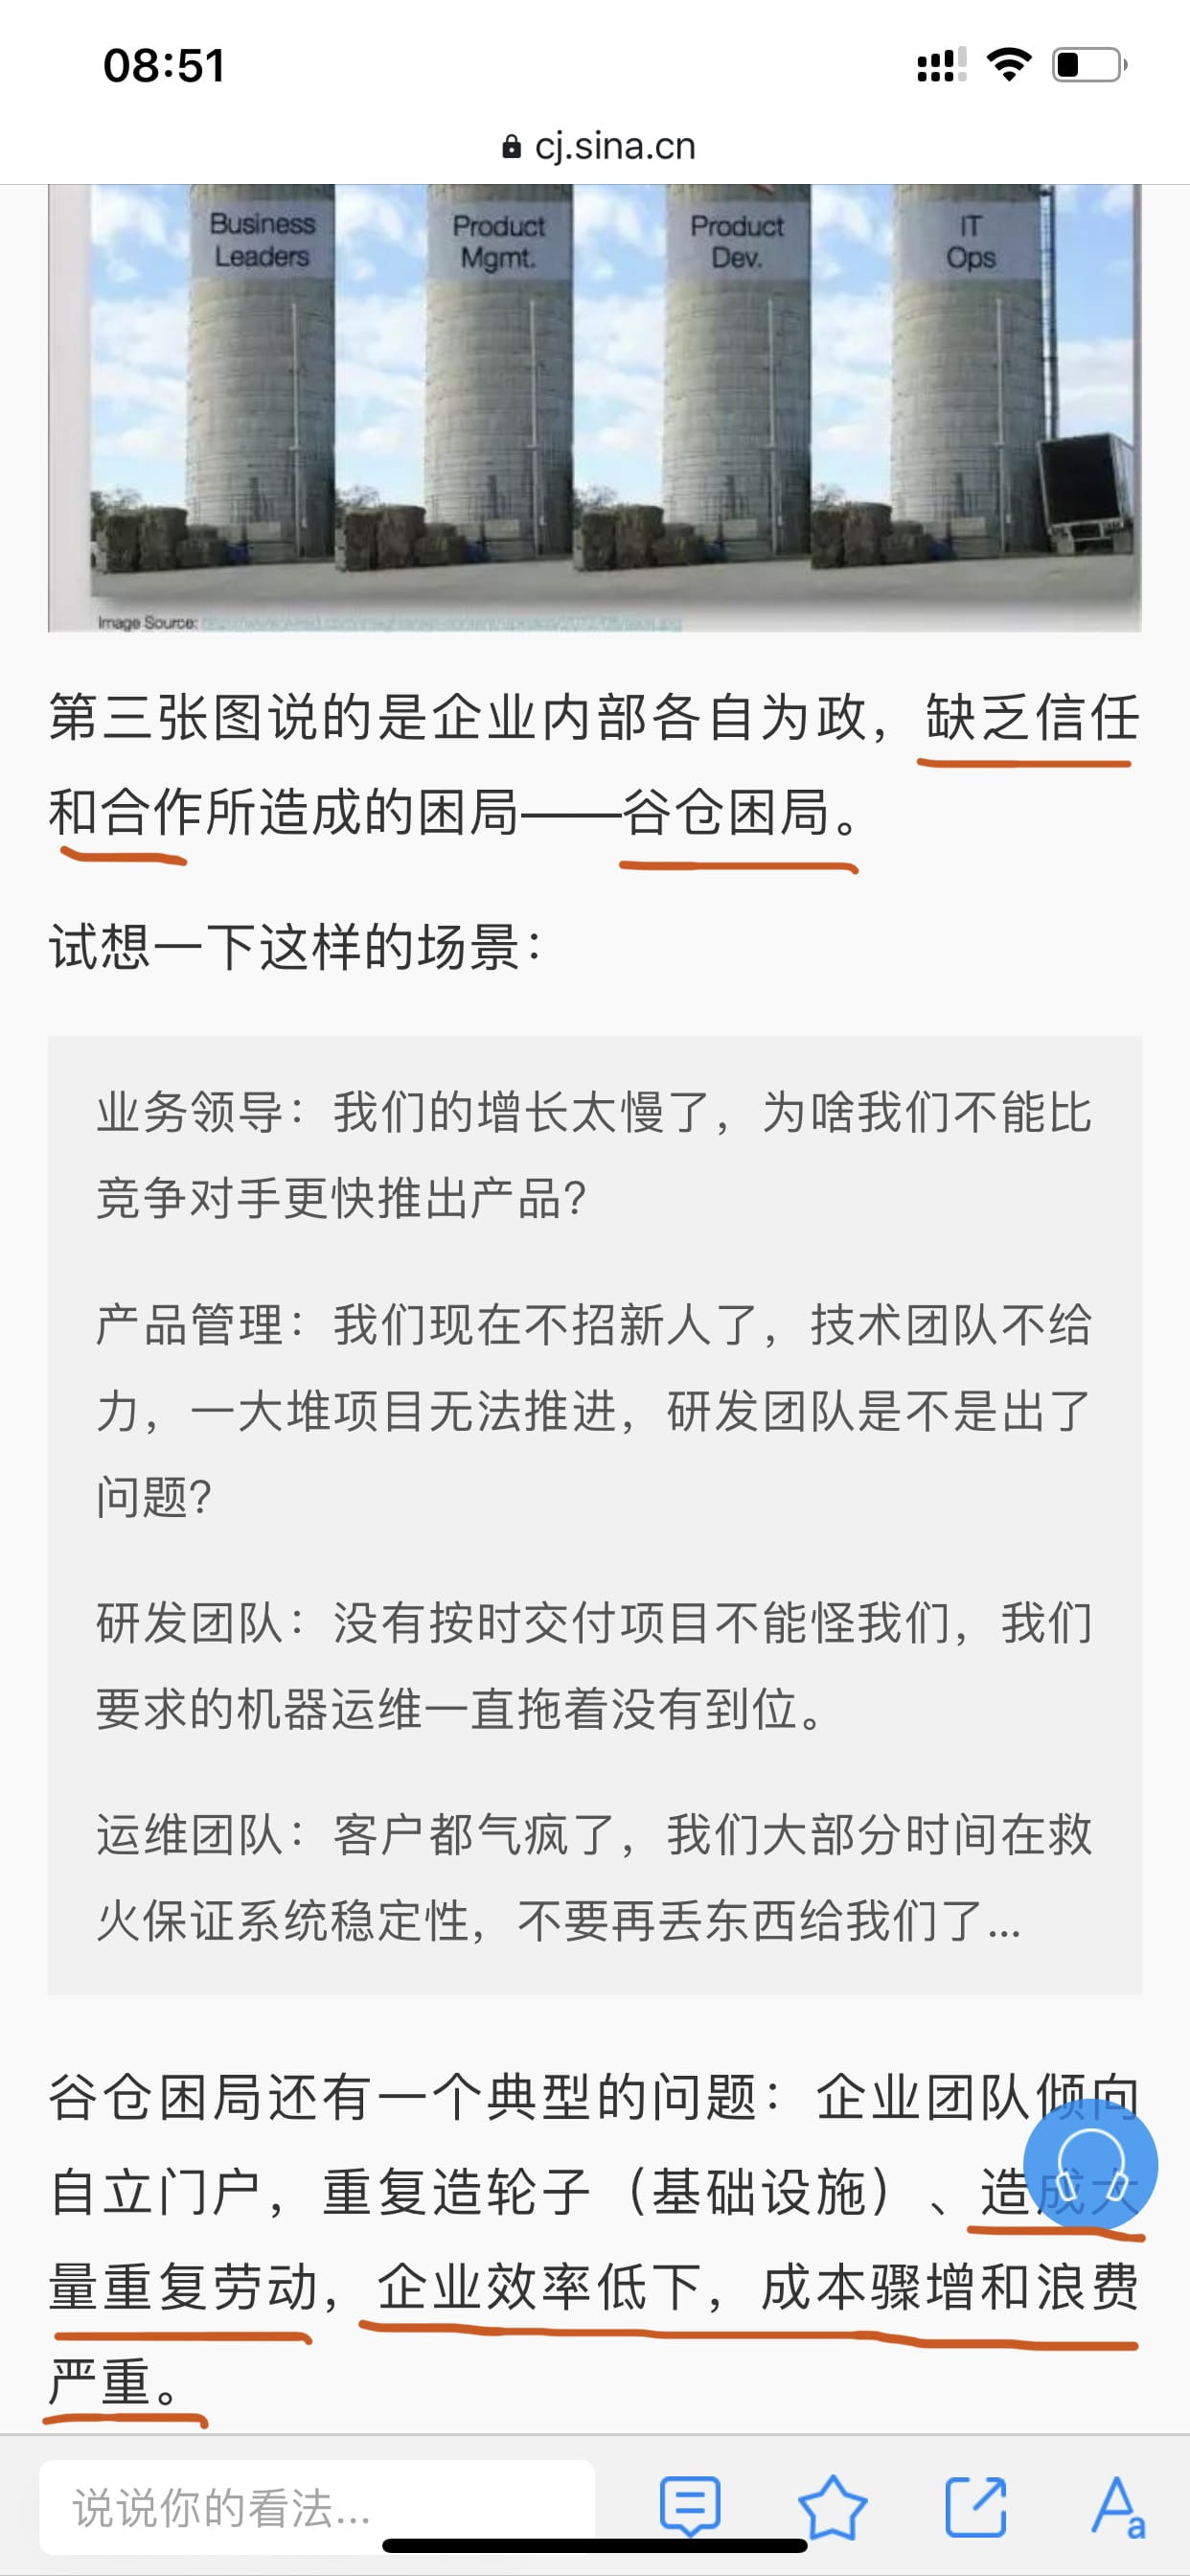 08:51
cj.sina.cn
Business
Leaders
Product
Mgmt.
Product
Dev.
IT
Ops
Image Source:
第三张图说的是企业内部各自为政，缺乏信任
和合作所造成的困局——谷仓困局。
试想一下这样的场景：
业务领导：我们的增长太慢了，为啥我们不能比
竞争对手更快推出产品?
产品管理：我们现在不招新人了，技术团队不给
力，一大堆项目无法推进，研发团队是不是出了
问题?
研发团队：没有按时交付项目不能怪我们，我们
要求的机器运维一直拖着没有到位。
运维团队：客户都气疯了，我们大部分时间在救
火保证系统稳定性，不要再丢东西给我们了...
谷仓困局还有一个典型的问题：企业团队倾向
自立门户，重复造轮子（基础设施）、造成大
量重复劳动，企业效率低下，成本骤增和浪费
严重。
说说你的看法...
Aa